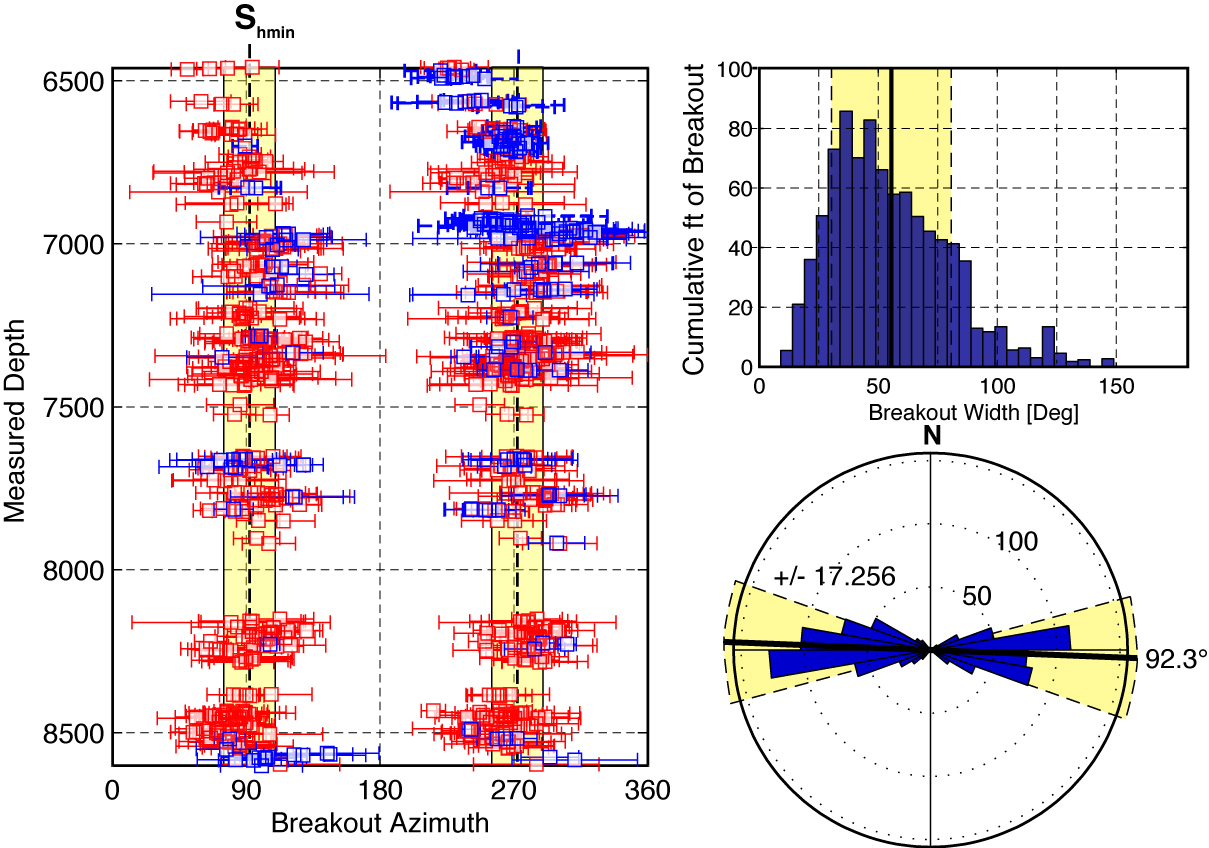 Shmin
6500
7000
7500
8000
8500
Measured Depth
0 90 180 270 360
Breakout Azimuth
100
80
60
40
20
0
Cumulative ft of Breakout
0 50 100 150
Breakout Width [Deg]
N
100
+/- 17.256
50
92.3°